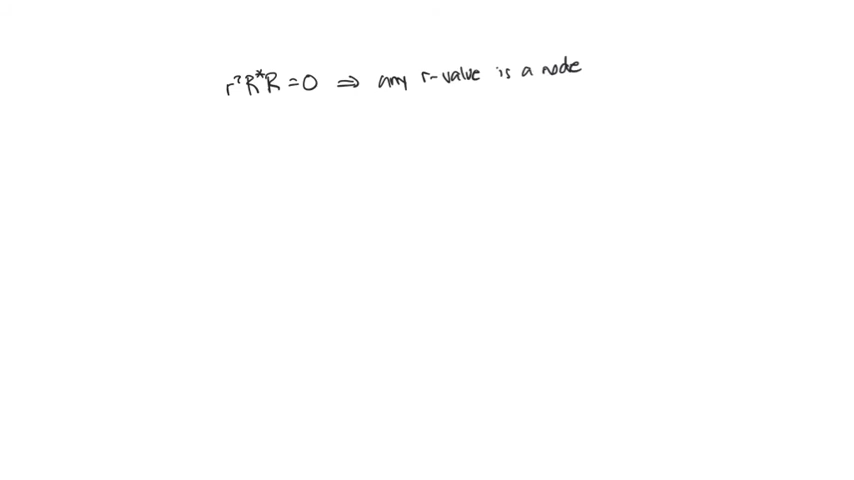 r²R*R = 0 ⇒ any r-value is a node